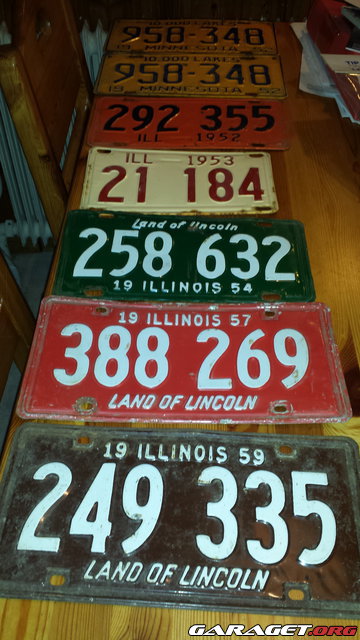 10,000 LAKES
958-348
19 MINNESOTA 52
10,000 LAKES
958-348
19 MINNESOTA 52
292 355
ILL 1952
ILL 1953
21 184
Land of Lincoln
258 632
19 ILLINOIS 54
19 ILLINOIS 57
388 269
LAND OF LINCOLN
19 ILLINOIS 59
249 335
LAND OF LINCOLN
GARAGET.ORG